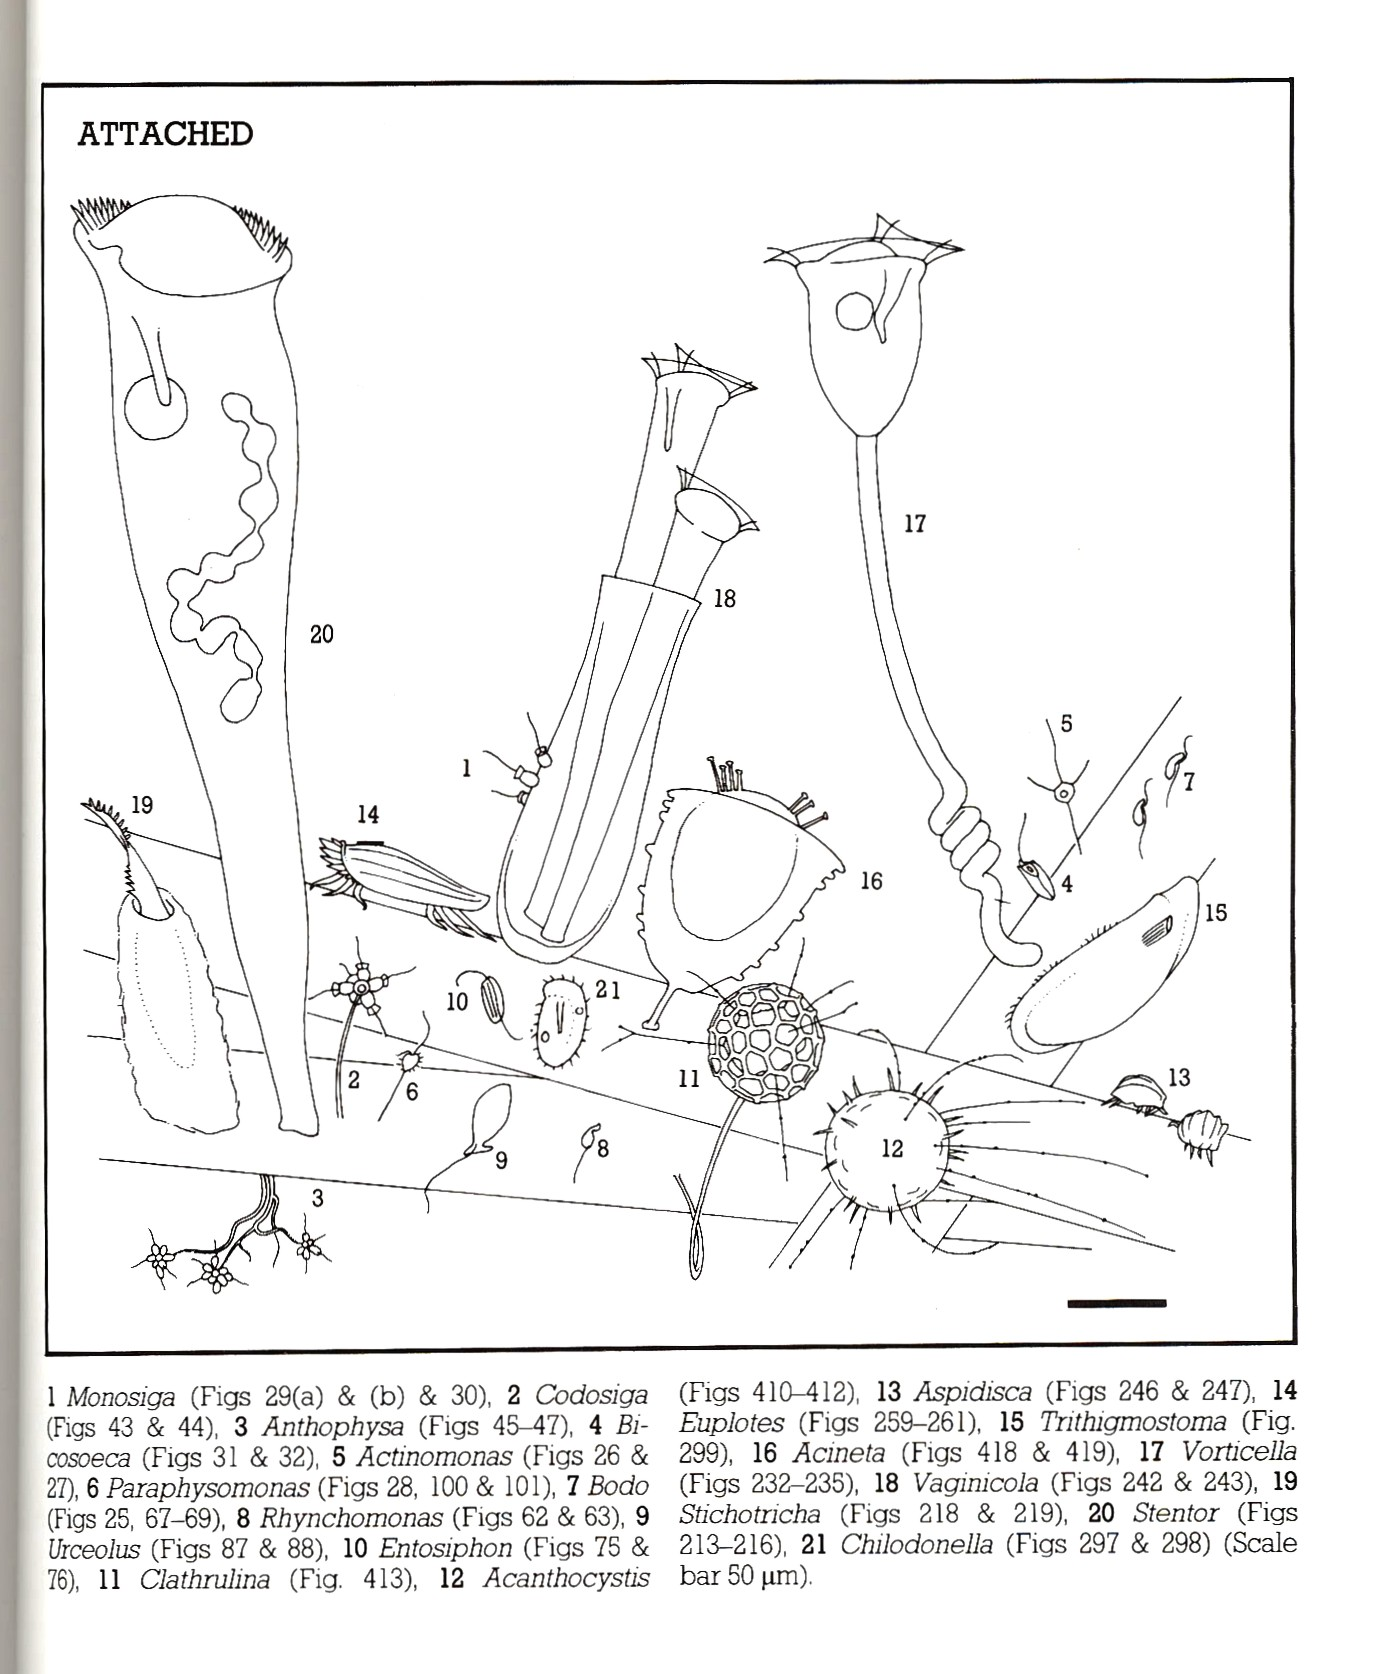 ATTACHED
17
18
20
5
1
7
19
14
16
4
15
10
21
2
6
11
13
12
9
8
3
1 Monosiga (Figs 29(a) & (b) & 30), 2 Codosiga
(Figs 43 & 44), 3 Anthophysa (Figs 45–47), 4 Bi-
cosoeca (Figs 31 & 32), 5 Actinomonas (Figs 26 &
27), 6 Paraphysomonas (Figs 28, 100 & 101), 7 Bodo
(Figs 25, 67–69), 8 Rhynchomonas (Figs 62 & 63), 9
Urceolus (Figs 87 & 88), 10 Entosiphon (Figs 75 &
76), 11 Clathrulina (Fig. 413), 12 Acanthocystis
(Figs 410–412), 13 Aspidisca (Figs 246 & 247), 14
Euplotes (Figs 259–261), 15 Trithigmostoma (Fig.
299), 16 Acineta (Figs 418 & 419), 17 Vorticella
(Figs 232–235), 18 Vaginicola (Figs 242 & 243), 19
Stichotricha (Figs 218 & 219), 20 Stentor (Figs
213–216), 21 Chilodonella (Figs 297 & 298) (Scale
bar 50 μm).